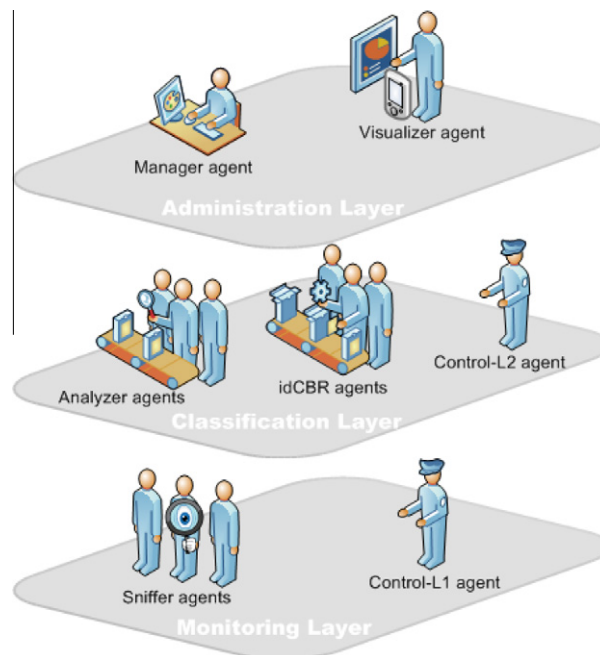 Visualizer agent
Manager agent
Administration Layer
Control-L2 agent
idCBR agents
Analyzer agents
Classification Layer
Control-L1 agent
Sniffer agents
Monitoring Layer